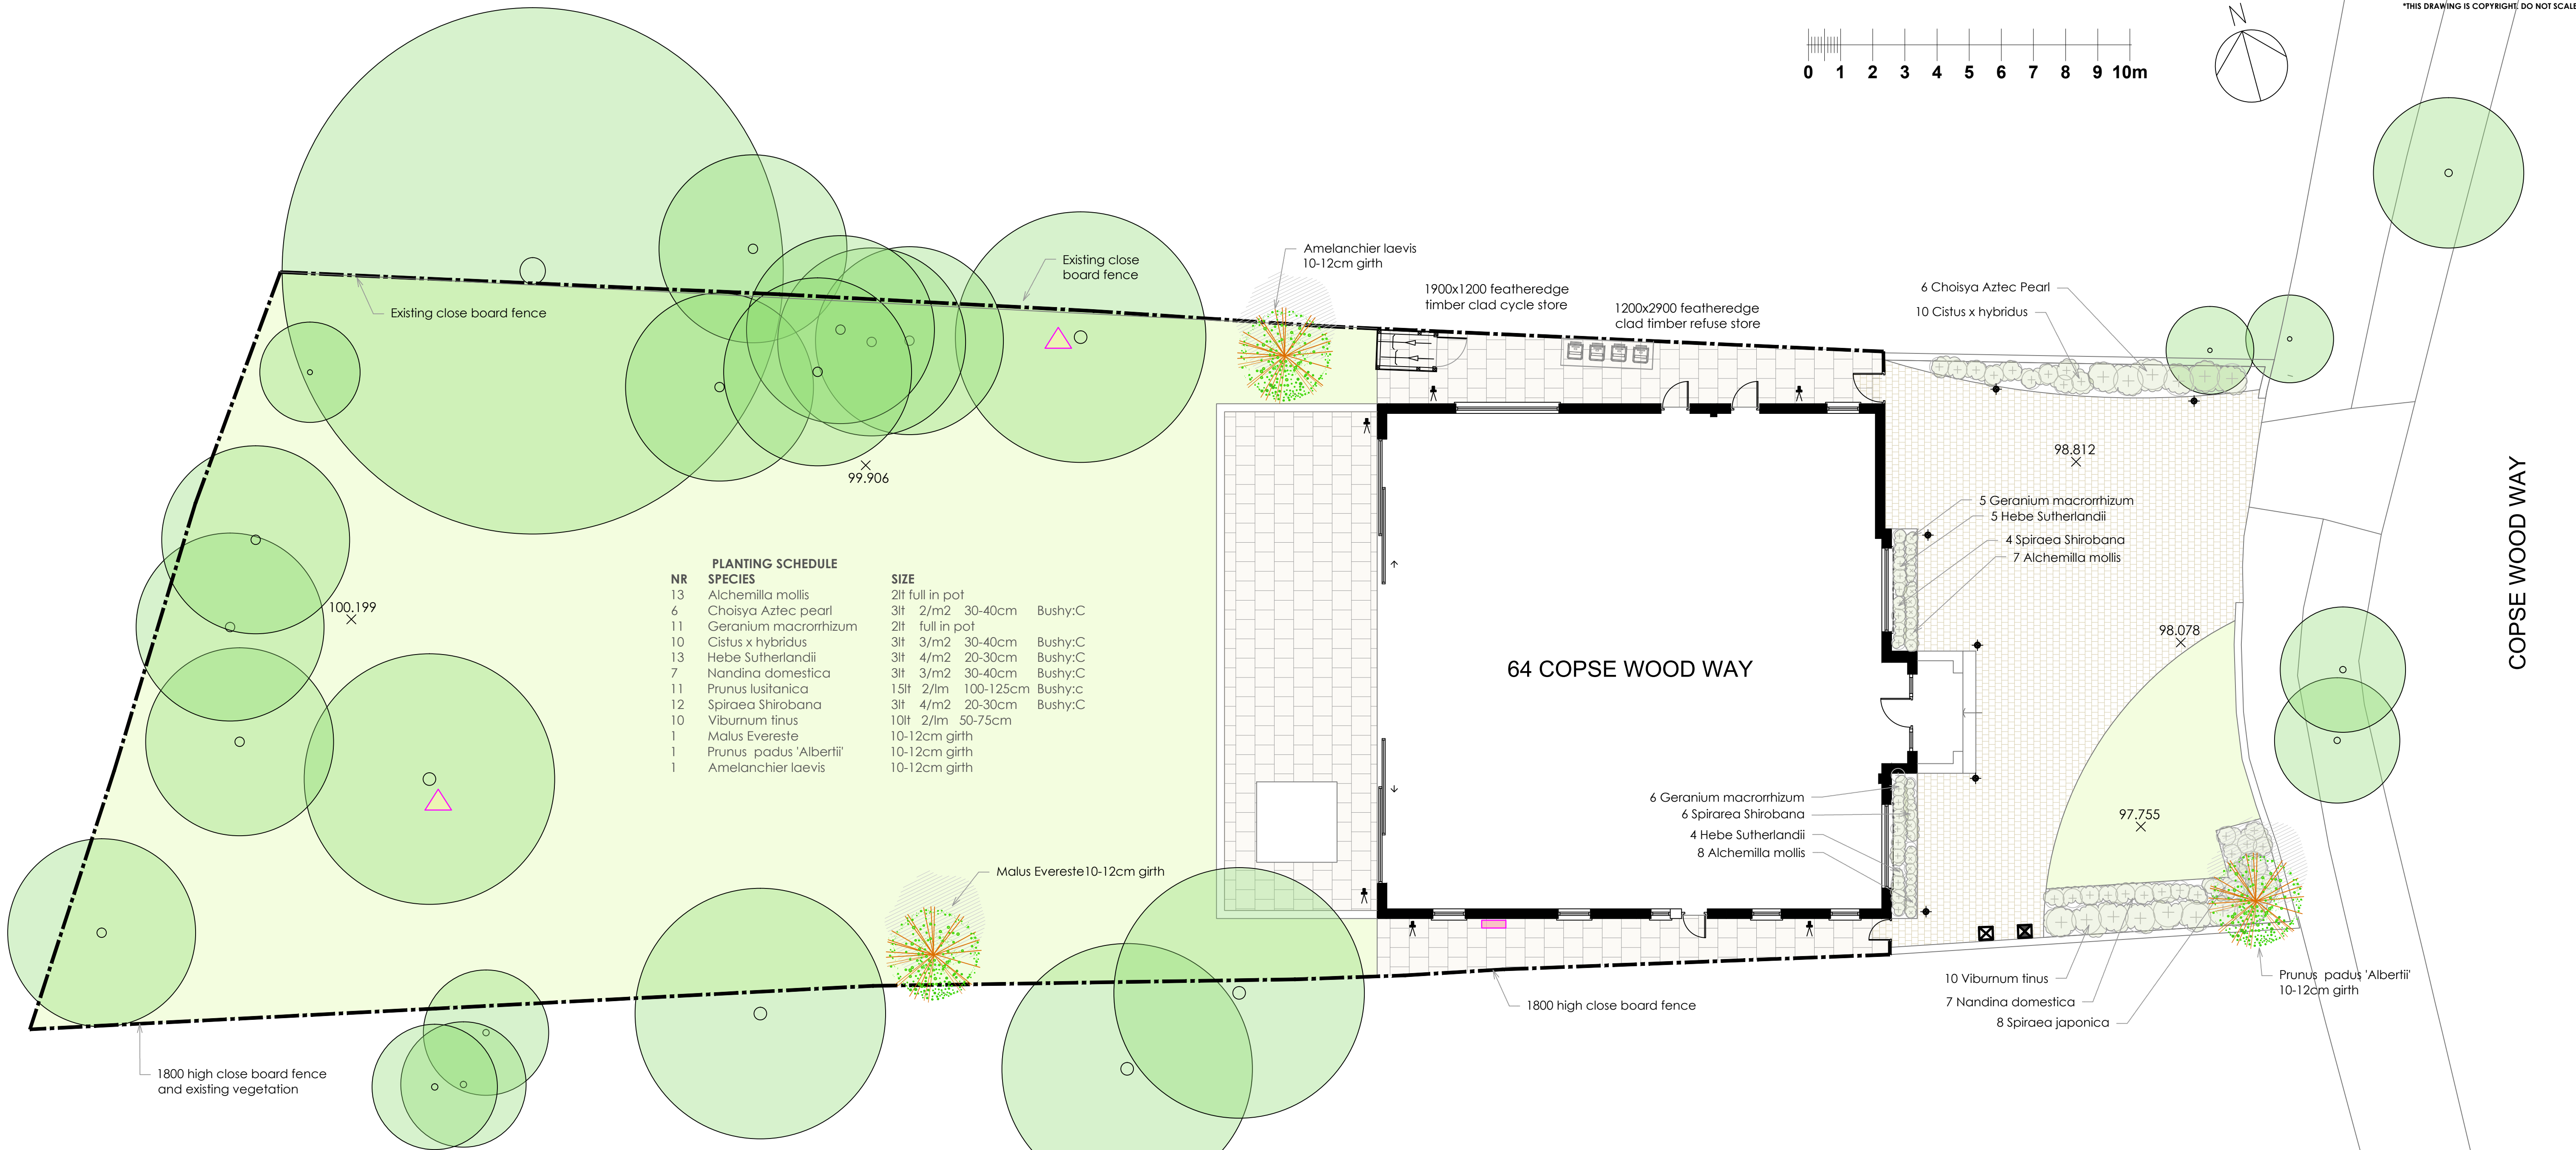 *THIS DRAWING IS COPYRIGHT. DO NOT SCALE
N
0 1 2 3 4 5 6 7 8 9 10m
Existing close board fence
Existing close
board fence
Amelanchier laevis
10-12cm girth
1900x1200 featheredge
timber clad cycle store
1200x2900 featheredge
clad timber refuse store
6 Choisya Aztec Pearl
10 Cistus x hybridus
99.906
98.812
5 Geranium macrorrhizum
5 Hebe Sutherlandii
4 Spiraea Shirobana
7 Alchemilla mollis
COPSE WOOD WAY
100.199
PLANTING SCHEDULE
NR SPECIES SIZE
13 Alchemilla mollis 2lt full in pot
6 Choisya Aztec pearl 3lt 2/m2 30-40cm Bushy:C
11 Geranium macrorrhizum 2lt full in pot
10 Cistus x hybridus 3lt 3/m2 30-40cm Bushy:C
13 Hebe Sutherlandii 3lt 4/m2 20-30cm Bushy:C
7 Nandina domestica 3lt 3/m2 30-40cm Bushy:C
11 Prunus lusitanica 15lt 2/lm 100-125cm Bushy:c
12 Spiraea Shirobana 3lt 4/m2 20-30cm Bushy:C
10 Viburnum tinus 10lt 2/lm 50-75cm
1 Malus Evereste 10-12cm girth
1 Prunus padus 'Albertii' 10-12cm girth
1 Amelanchier laevis 10-12cm girth
64 COPSE WOOD WAY
98.078
6 Geranium macrorrhizum
6 Spirarea Shirobana
4 Hebe Sutherlandii
8 Alchemilla mollis
97.755
Malus Evereste10-12cm girth
10 Viburnum tinus
7 Nandina domestica
8 Spiraea japonica
Prunus padus 'Albertii'
10-12cm girth
1800 high close board fence
1800 high close board fence
and existing vegetation